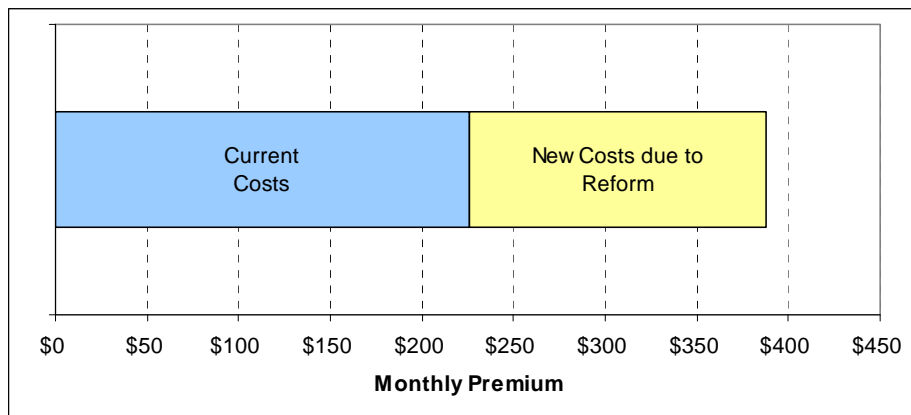 Current
Costs
New Costs due to
Reform
$0 $50 $100 $150 $200 $250 $300 $350 $400 $450
Monthly Premium